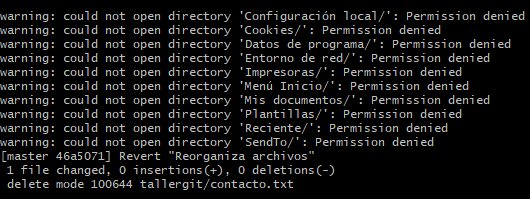 warning: could not open directory 'Configuración local/': Permission denied
warning: could not open directory 'Cookies/': Permission denied
warning: could not open directory 'Datos de programa/': Permission denied
warning: could not open directory 'Entorno de red/': Permission denied
warning: could not open directory 'Impresoras/': Permission denied
warning: could not open directory 'Menú Inicio/': Permission denied
warning: could not open directory 'Mis documentos/': Permission denied
warning: could not open directory 'Plantillas/': Permission denied
warning: could not open directory 'Reciente/': Permission denied
warning: could not open directory 'SendTo/': Permission denied
[master 46a5071] Revert "Reorganiza archivos"
 1 file changed, 0 insertions(+), 0 deletions(-)
 delete mode 100644 tallergit/contacto.txt